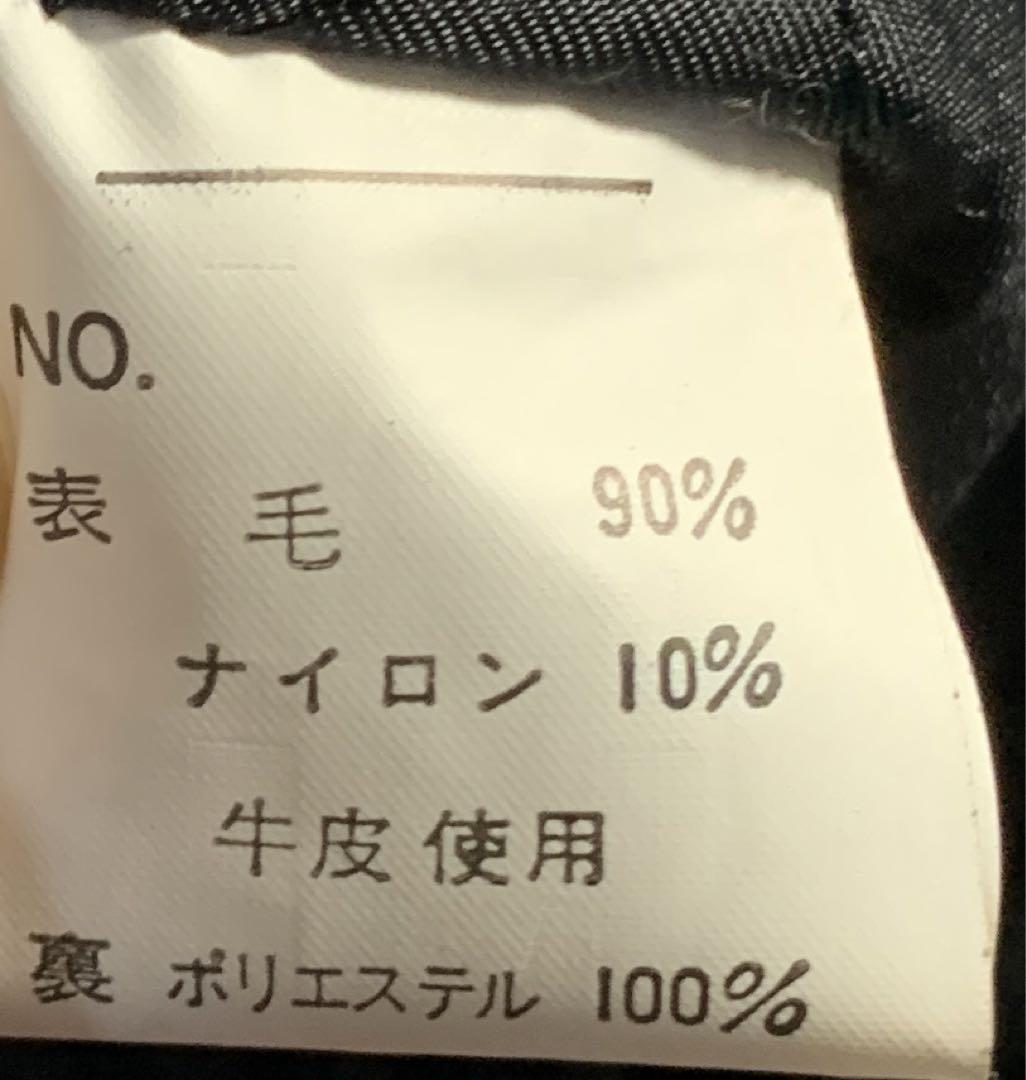 NO.
表 毛 90%
ナイロン 10%
牛皮使用
裏 ポリエステル 100%